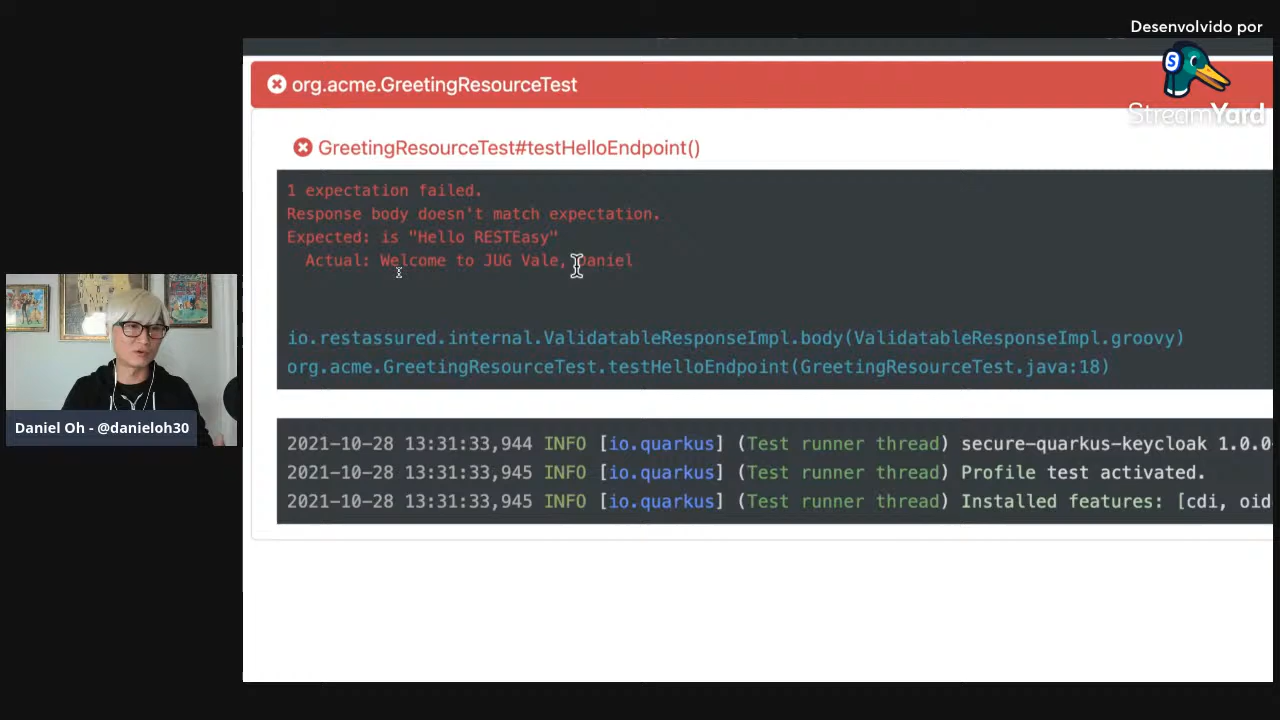 Desenvolvido por
StreamYard
org.acme.GreetingResourceTest
GreetingResourceTest#testHelloEndpoint()
1 expectation failed.
Response body doesn't match expectation.
Expected: is "Hello RESTEasy"
Actual: Welcome to JUG Vale, Daniel
io.restassured.internal.ValidatableResponseImpl.body(ValidatableResponseImpl.groovy)
org.acme.GreetingResourceTest.testHelloEndpoint(GreetingResourceTest.java:18)
Daniel Oh - @danieloh30
2021-10-28 13:31:33,944 INFO [io.quarkus] (Test runner thread) secure-quarkus-keycloak 1.0.0-
2021-10-28 13:31:33,945 INFO [io.quarkus] (Test runner thread) Profile test activated.
2021-10-28 13:31:33,945 INFO [io.quarkus] (Test runner thread) Installed features: [cdi, oid